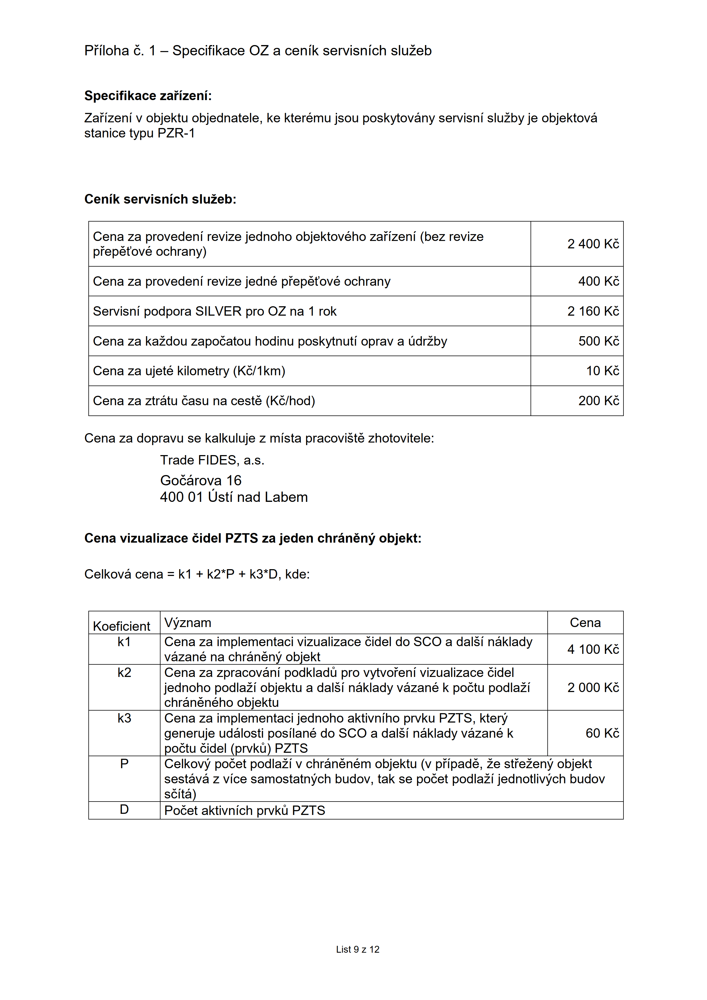 Příloha č. 1 – Specifikace OZ a ceník servisních služeb
Specifikace zařízení:
Zařízení v objektu objednatele, ke kterému jsou poskytovány servisní služby je objektová
stanice typu PZR-1
Ceník servisních služeb:
Cena za provedení revize jednoho objektového zařízení (bez revize
přepěťové ochrany)
2 400 Kč
Cena za provedení revize jedné přepěťové ochrany
400 Kč
Servisní podpora SILVER pro OZ na 1 rok
2 160 Kč
Cena za každou započatou hodinu poskytnutí oprav a údržby
500 Kč
Cena za ujeté kilometry (Kč/1km)
10 Kč
Cena za ztrátu času na cestě (Kč/hod)
200 Kč
Cena za dopravu se kalkuluje z místa pracoviště zhotovitele:
Trade FIDES, a.s.
Gočárova 16
400 01 Ústí nad Labem
Cena vizualizace čidel PZTS za jeden chráněný objekt:
Celková cena = k1 + k2*P + k3*D, kde:
Koeficient
Význam
Cena
k1
Cena za implementaci vizualizace čidel do SCO a další náklady
vázané na chráněný objekt
4 100 Kč
k2
Cena za zpracování podkladů pro vytvoření vizualizace čidel
jednoho podlaží objektu a další náklady vázané k počtu podlaží
chráněného objektu
2 000 Kč
k3
Cena za implementaci jednoho aktivního prvku PZTS, který
generuje události posílané do SCO a další náklady vázané k
počtu čidel (prvků) PZTS
60 Kč
P
Celkový počet podlaží v chráněném objektu (v případě, že střežený objekt
sestává z více samostatných budov, tak se počet podlaží jednotlivých budov
sčítá)
D
Počet aktivních prvků PZTS
List 9 z 12